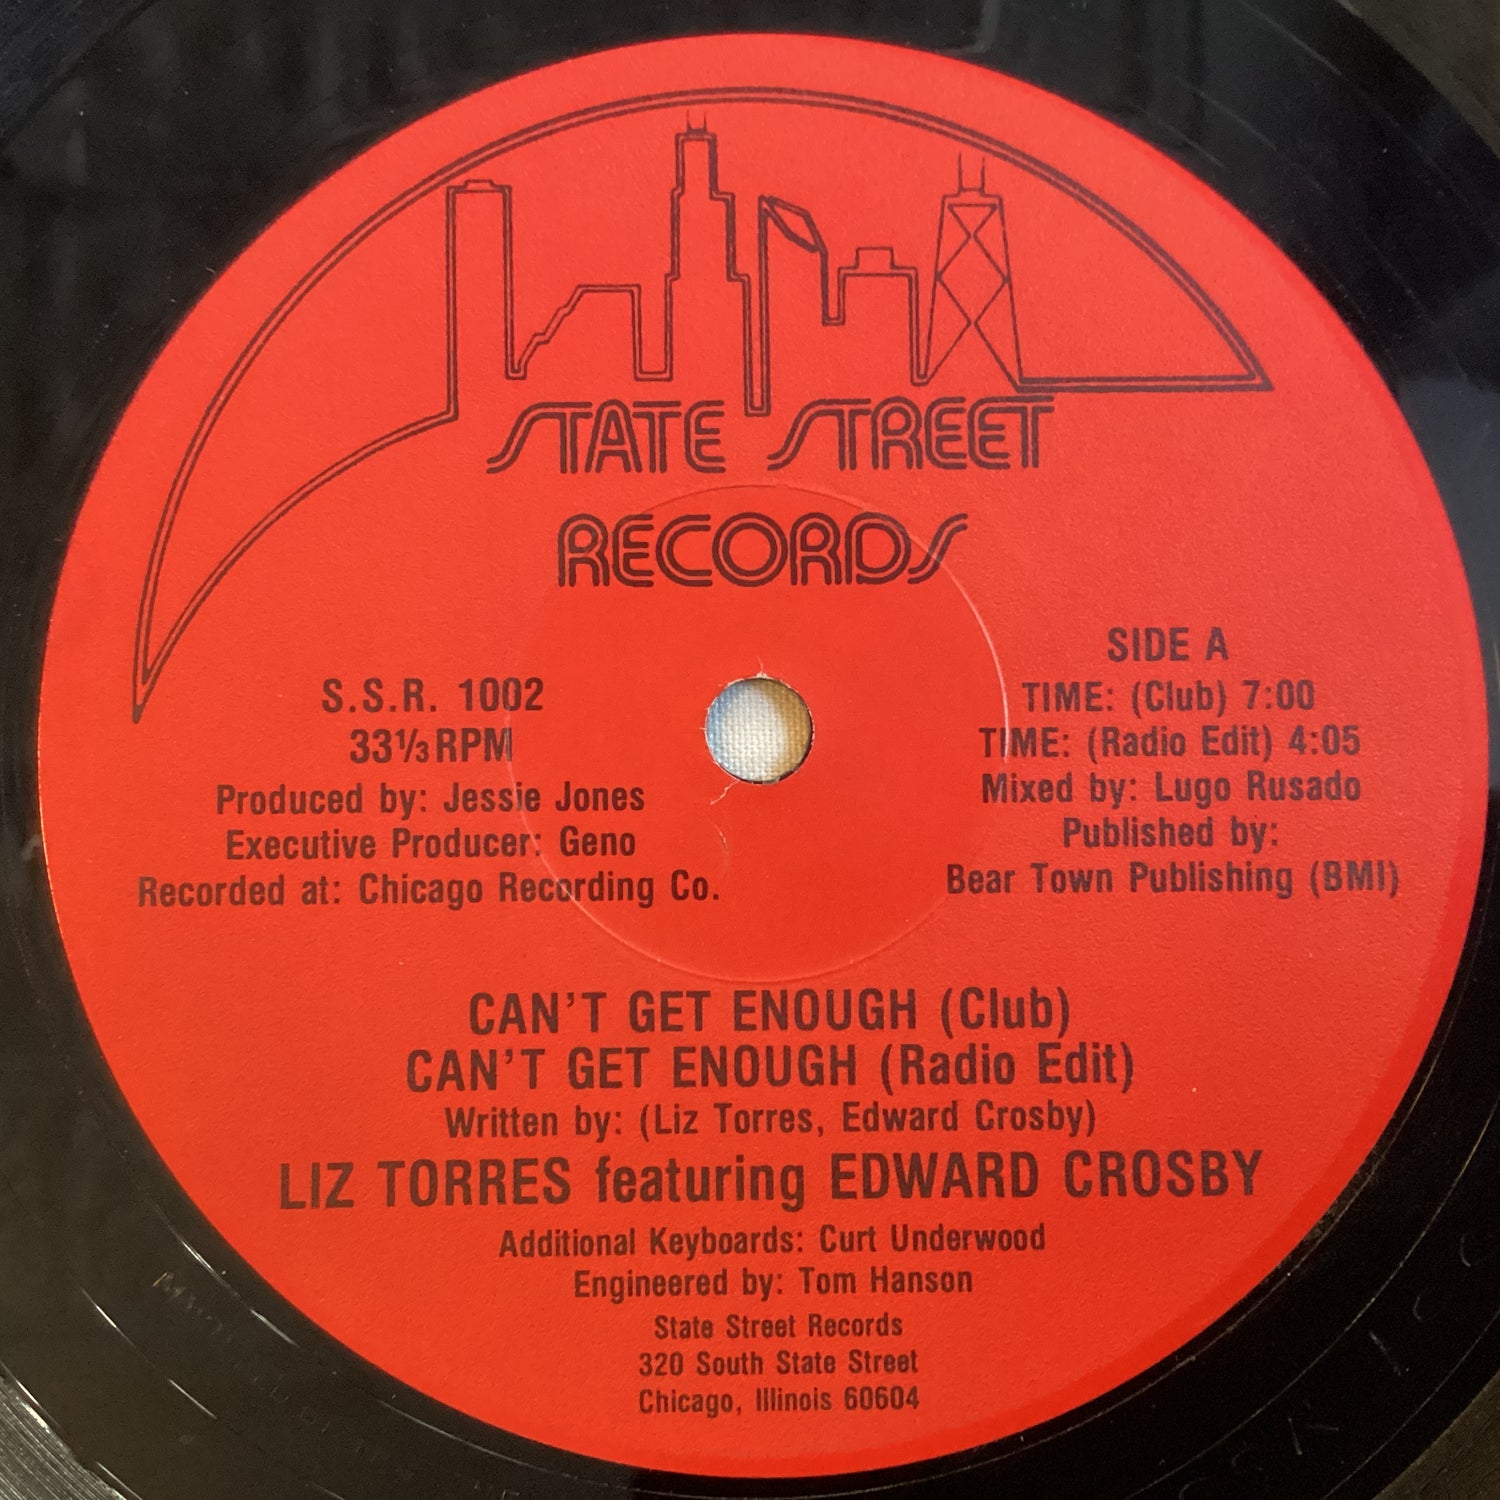 STATE STREET
RECORDS
S.S.R. 1002
33⅓ RPM
Produced by: Jessie Jones
Executive Producer: Geno
Recorded at: Chicago Recording Co.
SIDE A
TIME: (Club) 7:00
TIME: (Radio Edit) 4:05
Mixed by: Lugo Rusado
Published by:
Bear Town Publishing (BMI)
CAN'T GET ENOUGH (Club)
CAN'T GET ENOUGH (Radio Edit)
Written by: (Liz Torres, Edward Crosby)
LIZ TORRES featuring EDWARD CROSBY
Additional Keyboards: Curt Underwood
Engineered by: Tom Hanson
State Street Records
320 South State Street
Chicago, Illinois 60604